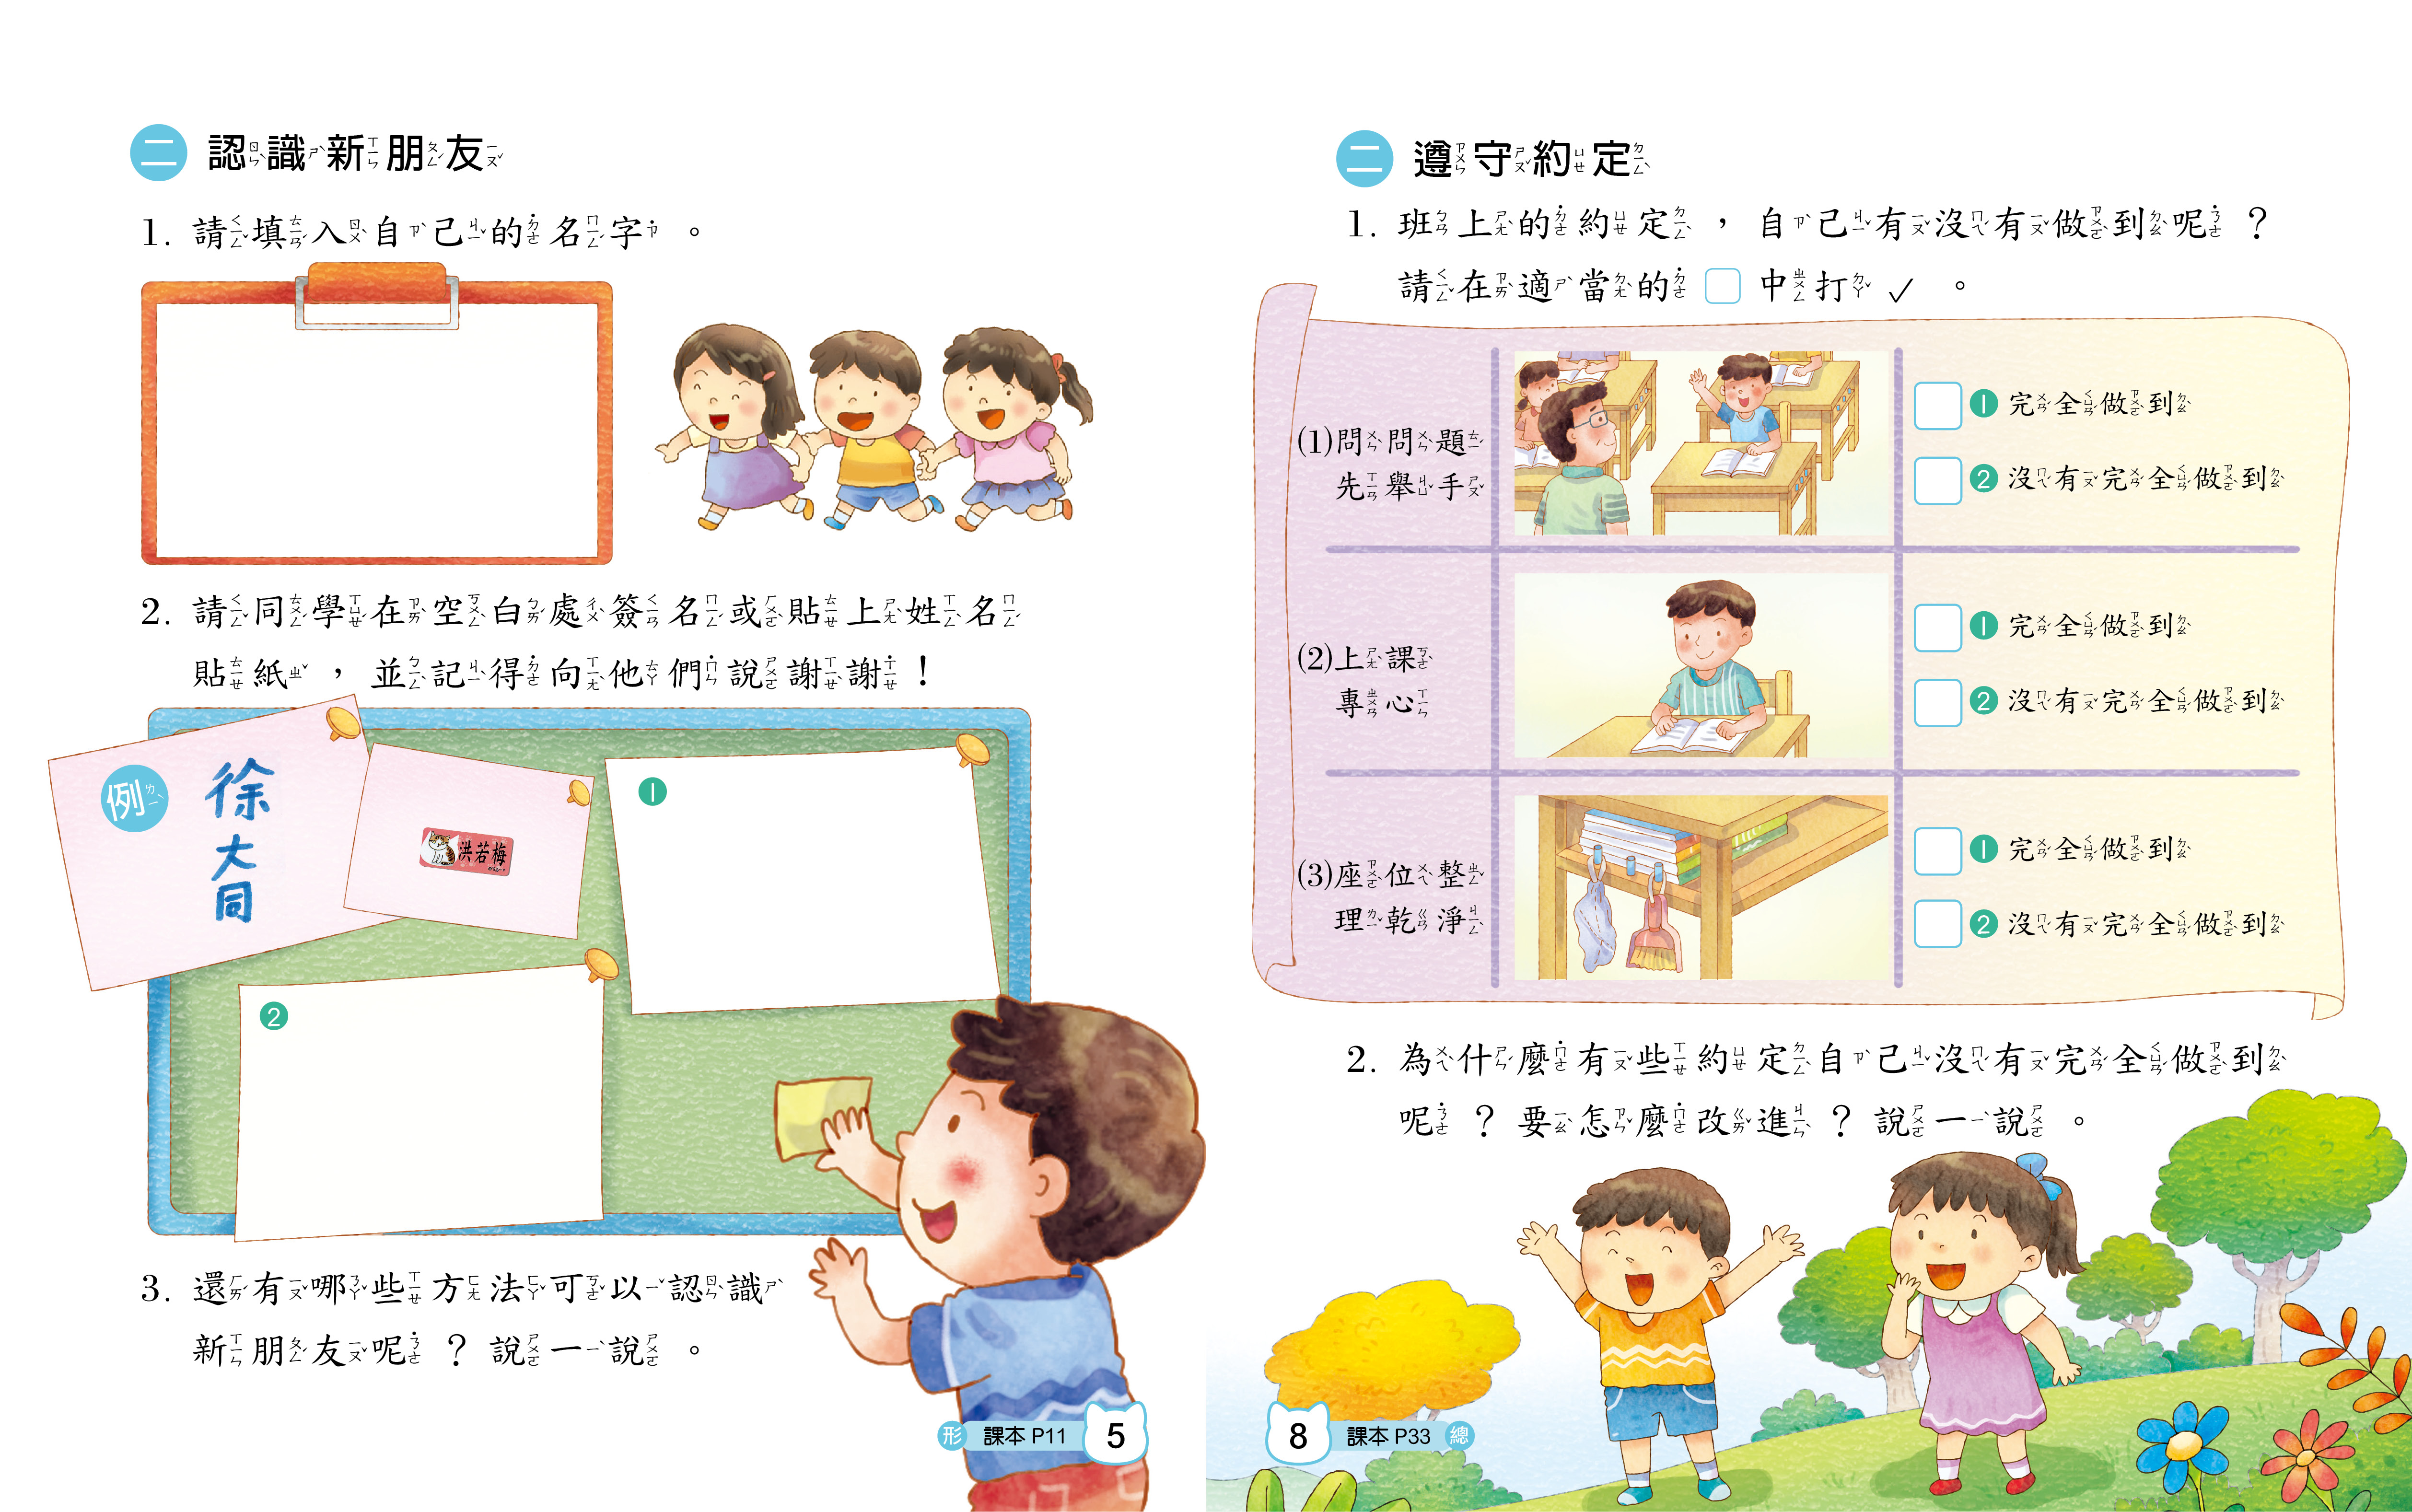 二 認識新朋友
1. 請填入自己的名字。
2. 請同學在空白處簽名或貼上姓名
貼紙，並記得向他們說謝謝！
例 徐大同
洪若梅
1
2
3. 還有哪些方法可以認識
新朋友呢？說一說。
形 課本 P11 5
二 遵守約定
1. 班上的約定，自己有沒有做到呢？
請在適當的□中打✓。
(1)問問題
先舉手
1 完全做到
2 沒有完全做到
(2)上課
專心
1 完全做到
2 沒有完全做到
(3)座位整
理乾淨
1 完全做到
2 沒有完全做到
2. 為什麼有些約定自己沒有完全做到
呢？要怎麼改進？說一說。
8 課本 P33 總